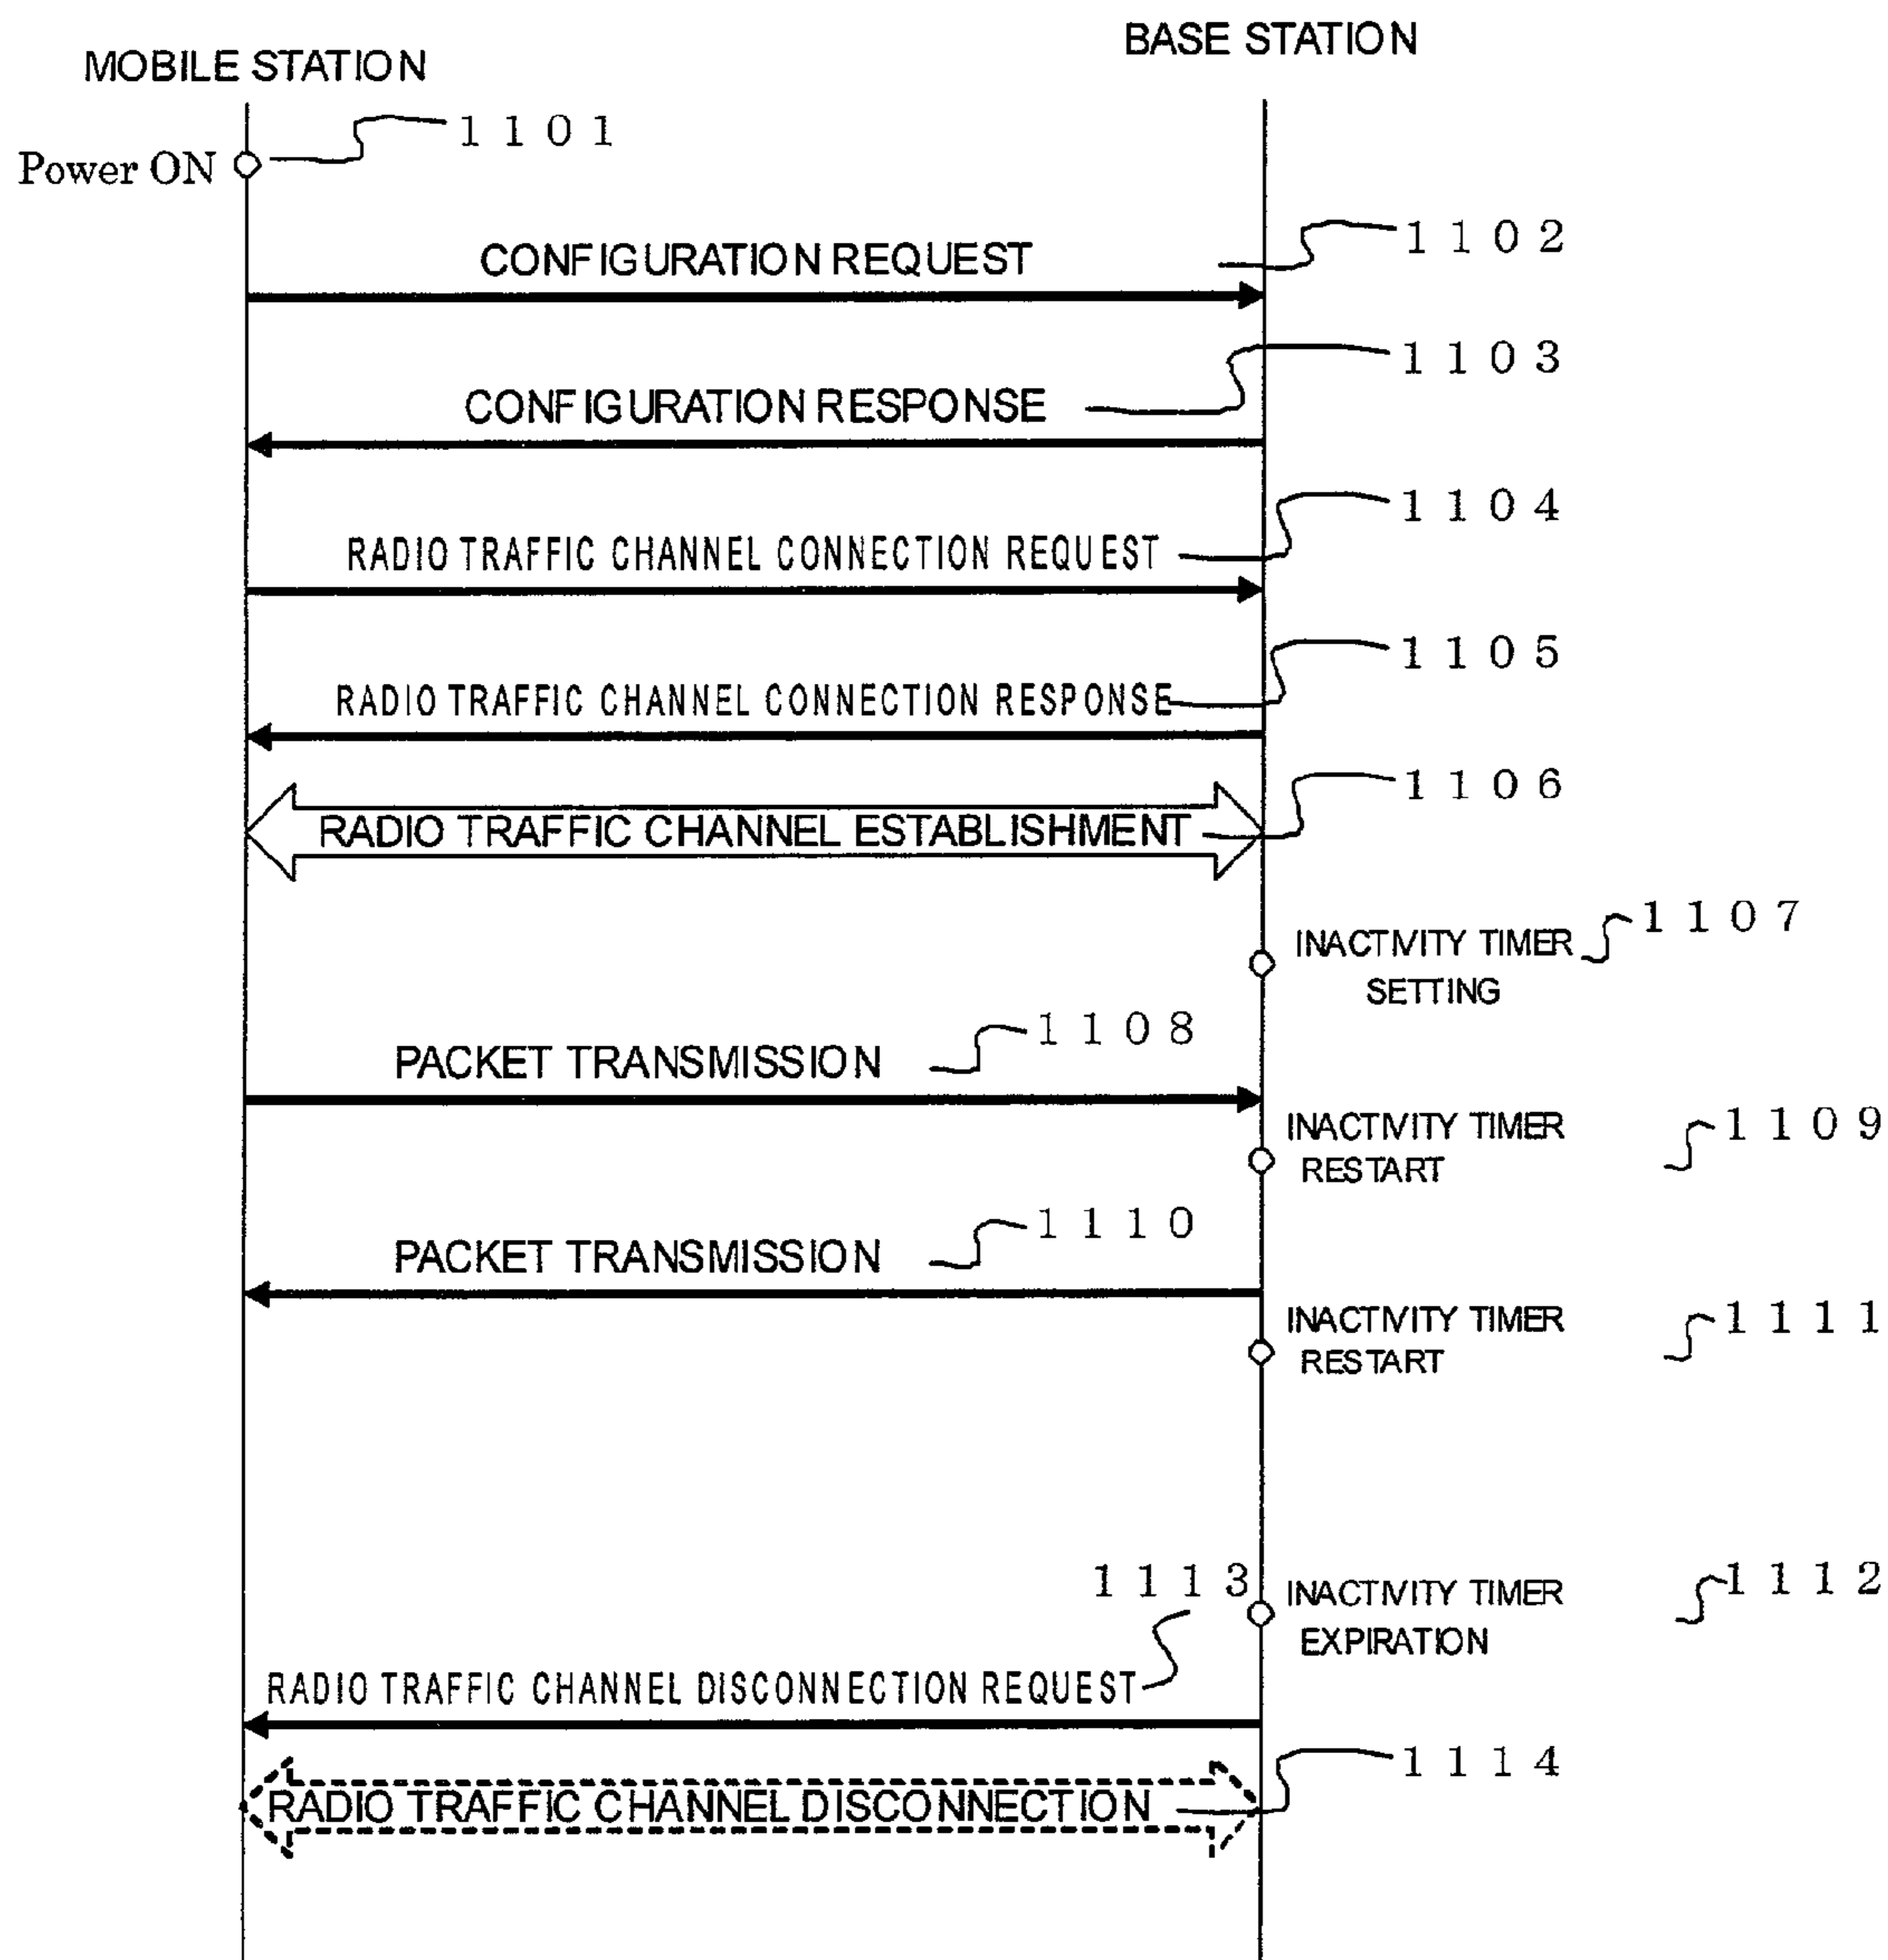 BASE STATION
MOBILE STATION
1101
Power ON
1102
CONFIGURATION REQUEST
1103
CONFIGURATION RESPONSE
1104
RADIO TRAFFIC CHANNEL CONNECTION REQUEST
1105
RADIO TRAFFIC CHANNEL CONNECTION RESPONSE
1106
RADIO TRAFFIC CHANNEL ESTABLISHMENT
1107
INACTIVITY TIMER
SETTING
1108
PACKET TRANSMISSION
INACTIVITY TIMER
RESTART
1109
1110
PACKET TRANSMISSION
INACTIVITY TIMER
RESTART
1111
1113
INACTIVITY TIMER
EXPIRATION
1112
RADIO TRAFFIC CHANNEL DISCONNECTION REQUEST
1114
RADIO TRAFFIC CHANNEL DISCONNECTION